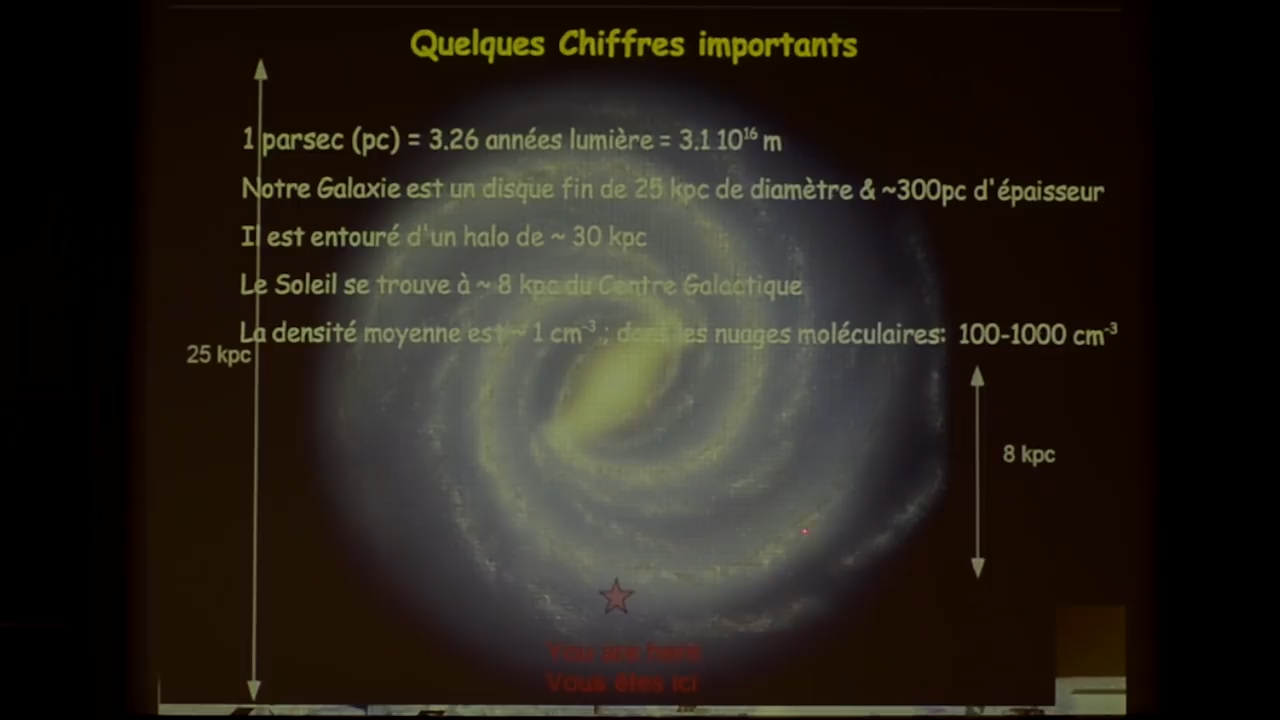 Quelques Chiffres importants
1 parsec (pc) = 3.26 années lumière = 3.1 10¹⁶ m
Notre Galaxie est un disque fin de 25 kpc de diamètre & ~300pc d'épaisseur
Il est entouré d'un halo de ~ 30 kpc
Le Soleil se trouve à ~ 8 kpc du Centre Galactique
La densité moyenne est ~ 1 cm⁻³ ; dans les nuages moléculaires: 100-1000 cm⁻³
25 kpc
8 kpc
You are here
Vous êtes ici